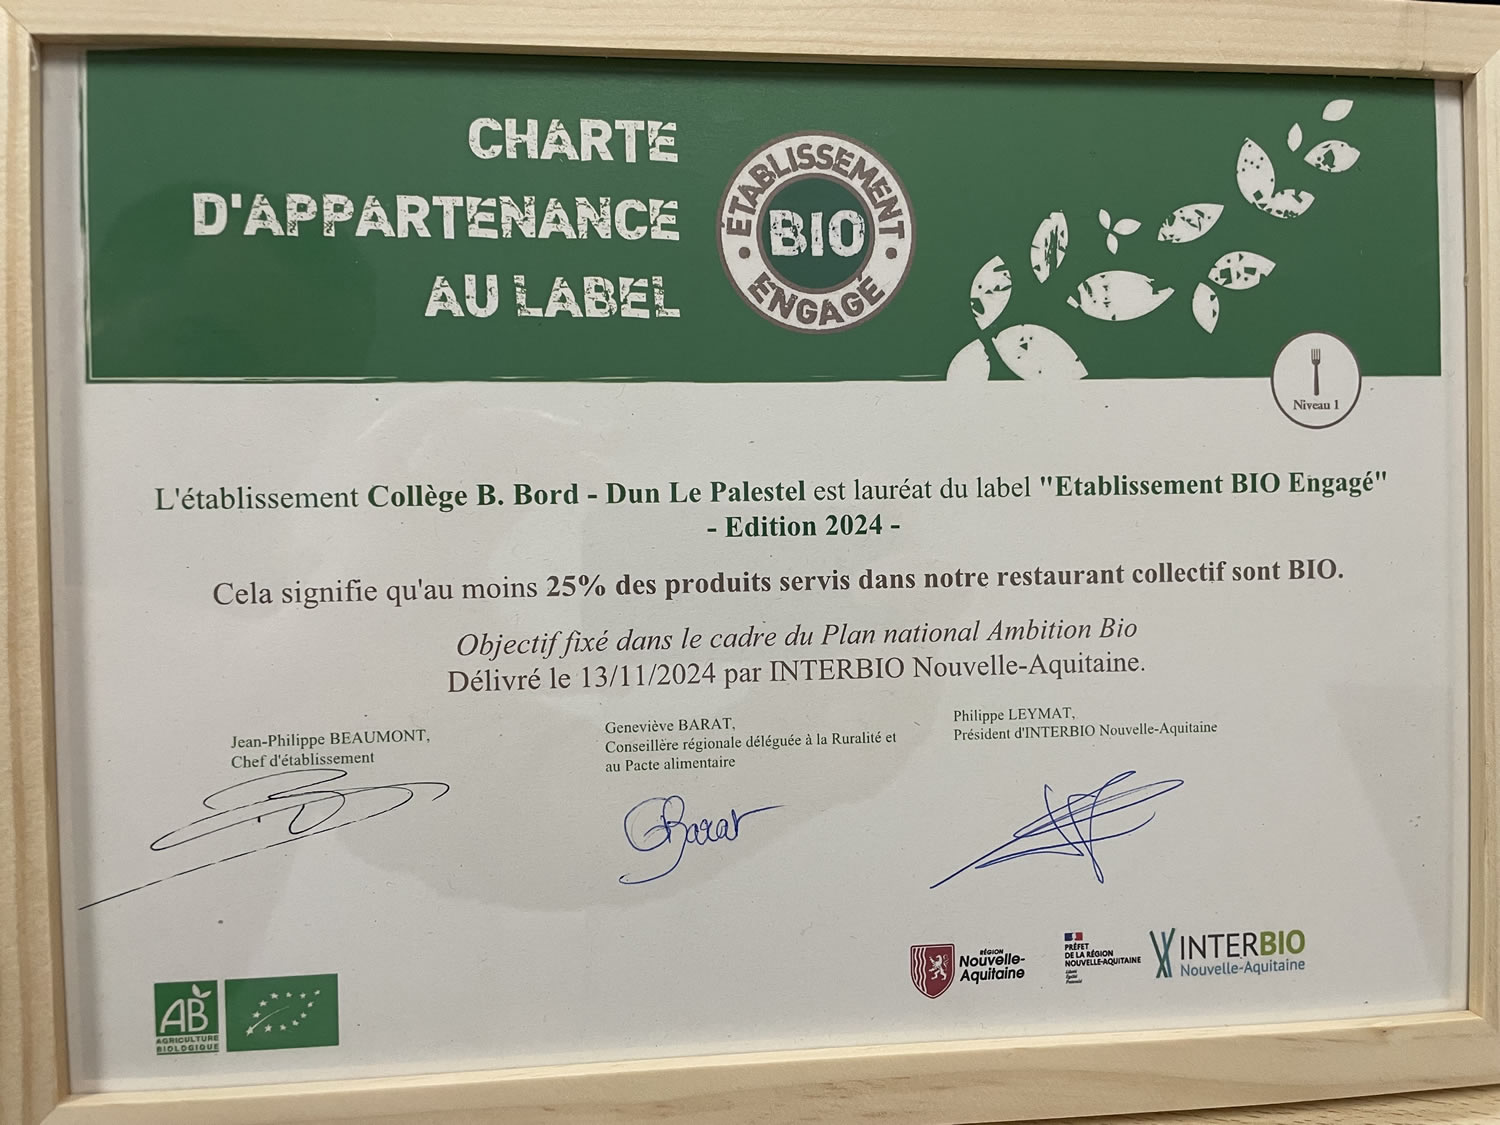 CHARTE
D'APPARTENANCE
AU LABEL
ÉTABLISSEMENT
BIO
ENGAGÉ
Niveau 1
L'établissement Collège B. Bord - Dun Le Palestel est lauréat du label "Etablissement BIO Engagé"
- Edition 2024 -
Cela signifie qu'au moins 25% des produits servis dans notre restaurant collectif sont BIO.
Objectif fixé dans le cadre du Plan national Ambition Bio
Délivré le 13/11/2024 par INTERBIO Nouvelle-Aquitaine.
Jean-Philippe BEAUMONT,
Chef d'établissement
Geneviève BARAT,
Conseillère régionale déléguée à la Ruralité et
au Pacte alimentaire
Philippe LEYMAT,
Président d'INTERBIO Nouvelle-Aquitaine
GBarat
AB
AGRICULTURE
BIOLOGIQUE
RÉGION
Nouvelle-
Aquitaine
PRÉFET
DE LA RÉGION
NOUVELLE-AQUITAINE
Liberté
Égalité
Fraternité
INTERBIO
Nouvelle-Aquitaine